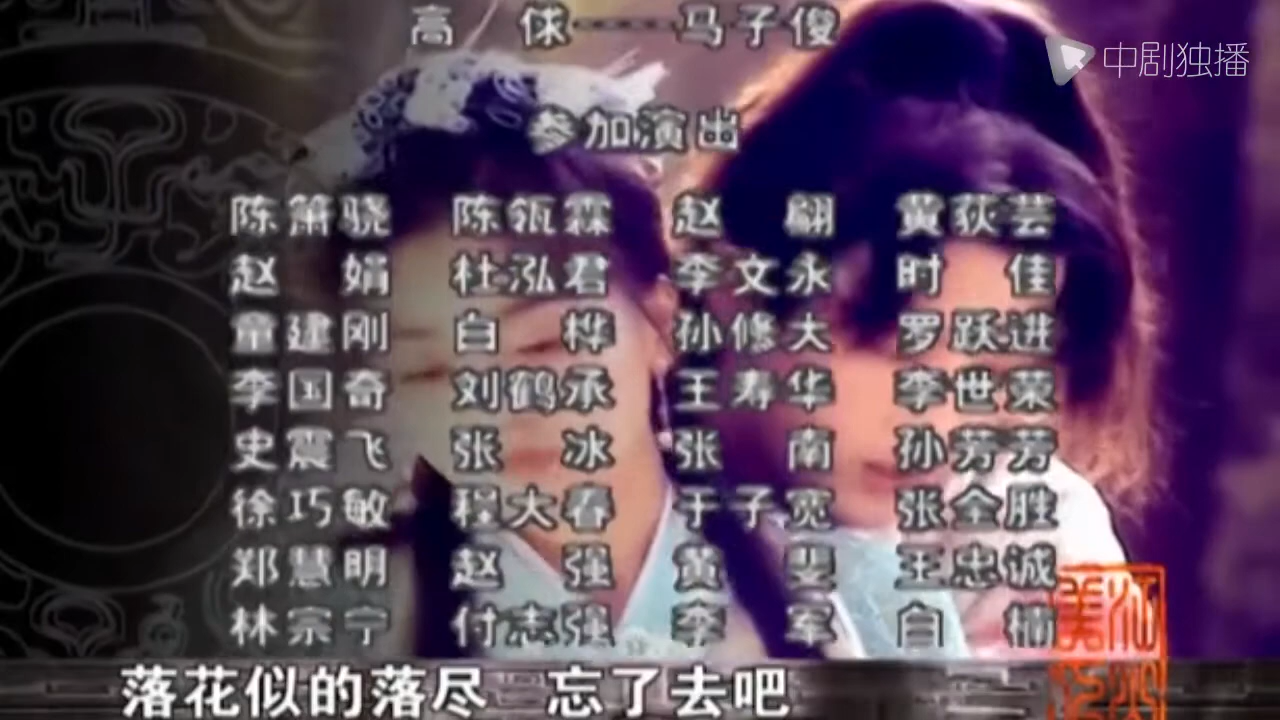 高俅——马子俊
中剧独播
参加演出
陈箫骁 陈瓴霖 赵翩 黄荻芸
赵娟 杜泓君 李文永 时佳
童建刚 白桦 孙修大 罗跃进
李国奇 刘鹤承 王寿华 李世荣
史震飞 张冰 张南 孙芳芳
徐巧敏 程大春 于子宽 张全胜
郑慧明 赵强 黄斐 王忠诚
林宗宁 付志强 李军 白楠
落花似的落尽 忘了去吧